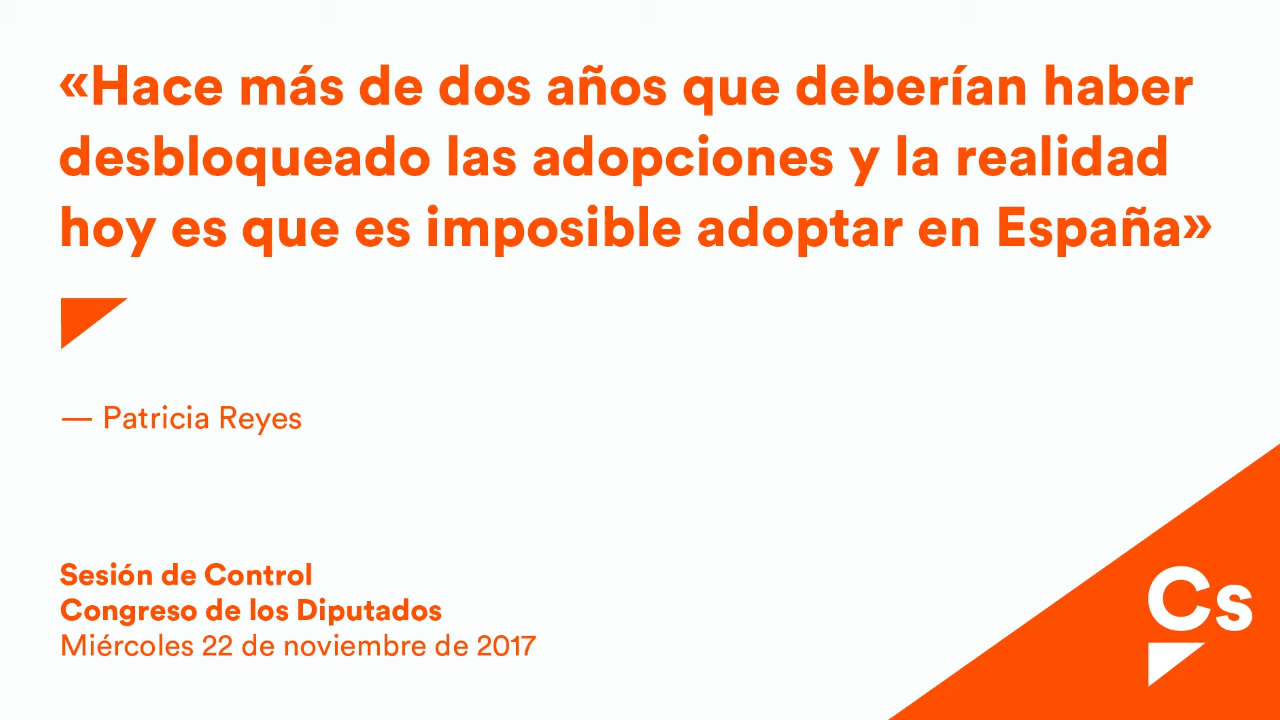 «Hace más de dos años que deberían haber
desbloqueado las adopciones y la realidad
hoy es que es imposible adoptar en España»
— Patricia Reyes
Sesión de Control
Congreso de los Diputados
Miércoles 22 de noviembre de 2017
Cs